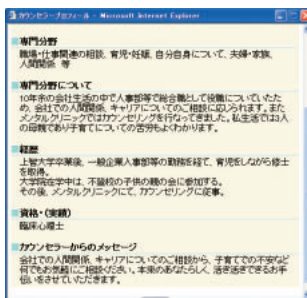 カウンセラープロフィール - Microsoft Internet Explorer
専門分野
職場・仕事関連の相談、育児・妊娠、自分自身について、夫婦・家族、
人間関係 等
専門分野について
10年余の会社生活の中で人事部等で総合職として役職についていたた
め、会社での人間関係、キャリアについてのご相談に応じられます。また
メンタルクリニックではカウンセリングを行なってきました。私生活では3人
の母親であり子育てについての苦労もよくわかります。
経歴
上智大学卒業後、一般企業人事部等の勤務を経て、育児をしながら修士
を取得。
大学院在学中は、不登校の子供の親の会に参加する。
その後、メンタルクリニックにて、カウンセリングに従事。
資格・(実績)
臨床心理士
カウンセラーからのメッセージ
会社での人間関係、キャリアについてのご相談から、子育てでの不安など
何でもお気軽にご相談ください。本来のあなたらしく、活き活きできるお手
伝いをさせていただきます。